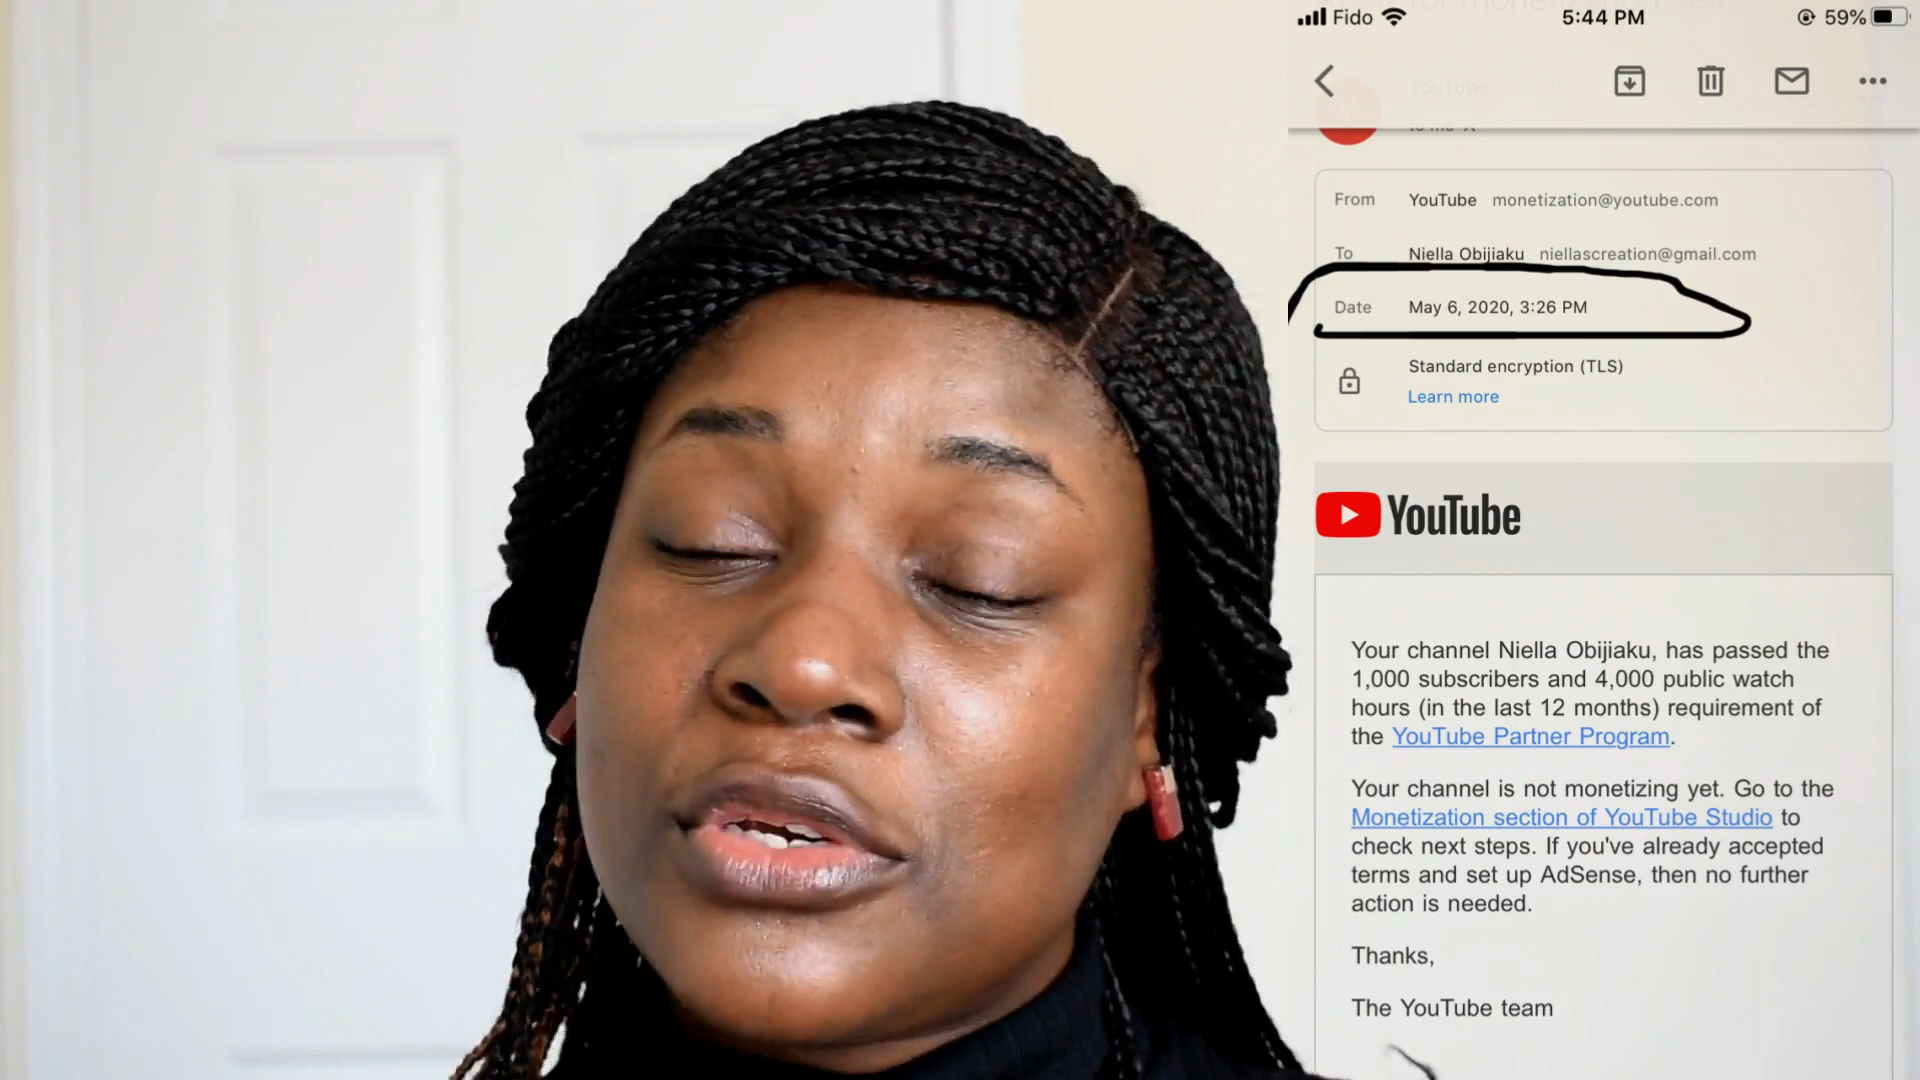 Fido 5:44 PM 59%
From YouTube monetization@youtube.com
To Niella Obijiaku niellascreation@gmail.com
Date May 6, 2020, 3:26 PM
Standard encryption (TLS)
Learn more
YouTube
Your channel Niella Obijiaku, has passed the
1,000 subscribers and 4,000 public watch
hours (in the last 12 months) requirement of
the YouTube Partner Program.
Your channel is not monetizing yet. Go to the
Monetization section of YouTube Studio to
check next steps. If you've already accepted
terms and set up AdSense, then no further
action is needed.
Thanks,
The YouTube team